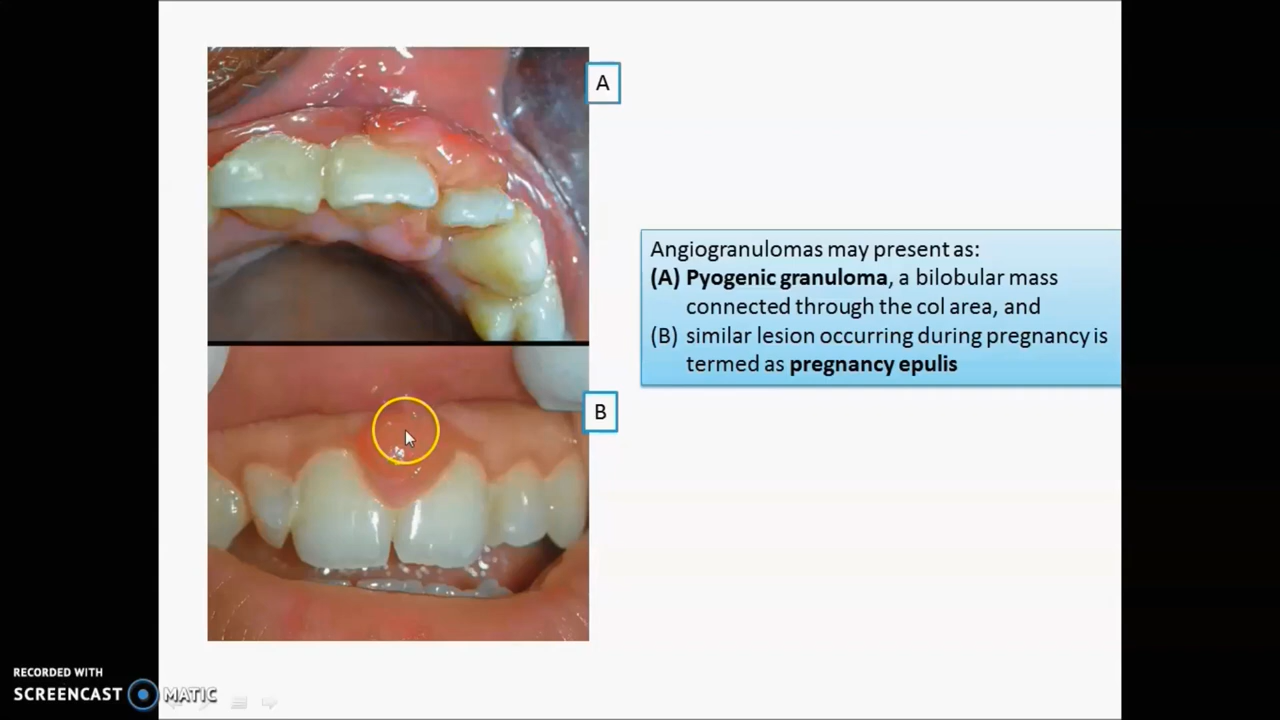 A
Angiogranulomas may present as:
(A) Pyogenic granuloma, a bilobular mass
connected through the col area, and
(B) similar lesion occurring during pregnancy is
termed as pregnancy epulis
B
RECORDED WITH
SCREENCAST MATIC